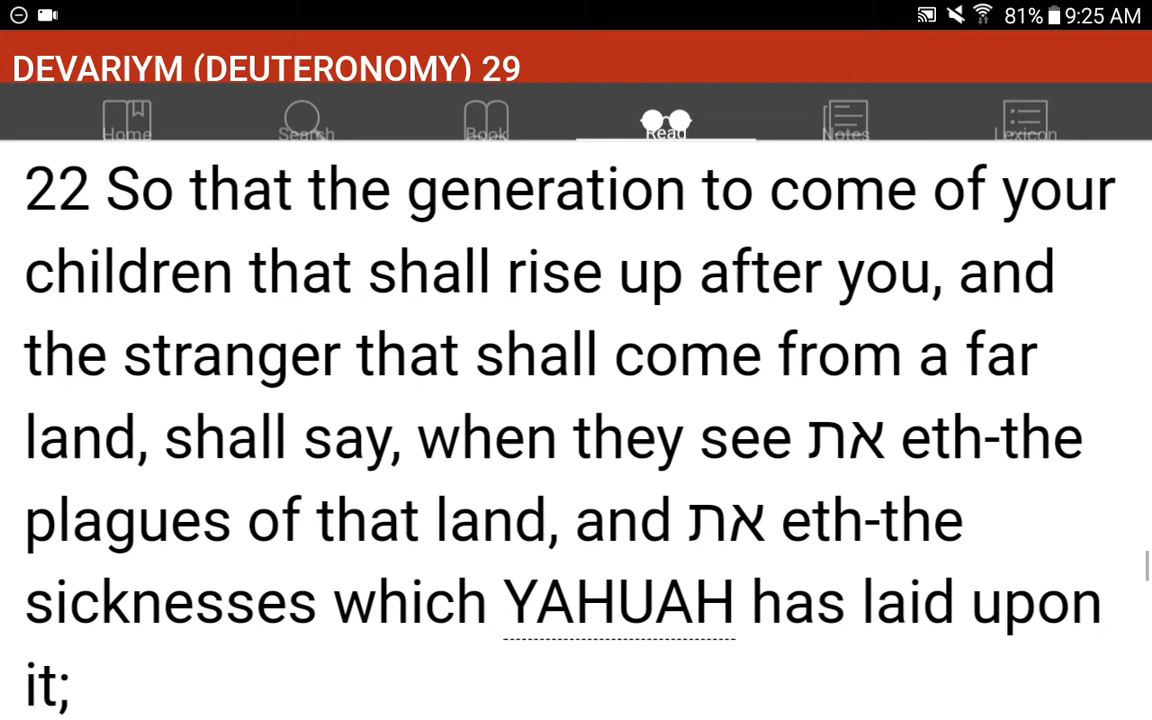 81% 9:25 AM
DEVARIYM (DEUTERONOMY) 29
Home Search Book Read Notes Lexicon
22 So that the generation to come of your
children that shall rise up after you, and
the stranger that shall come from a far
land, shall say, when they see את eth-the
plagues of that land, and את eth-the
sicknesses which YAHUAH has laid upon
it;